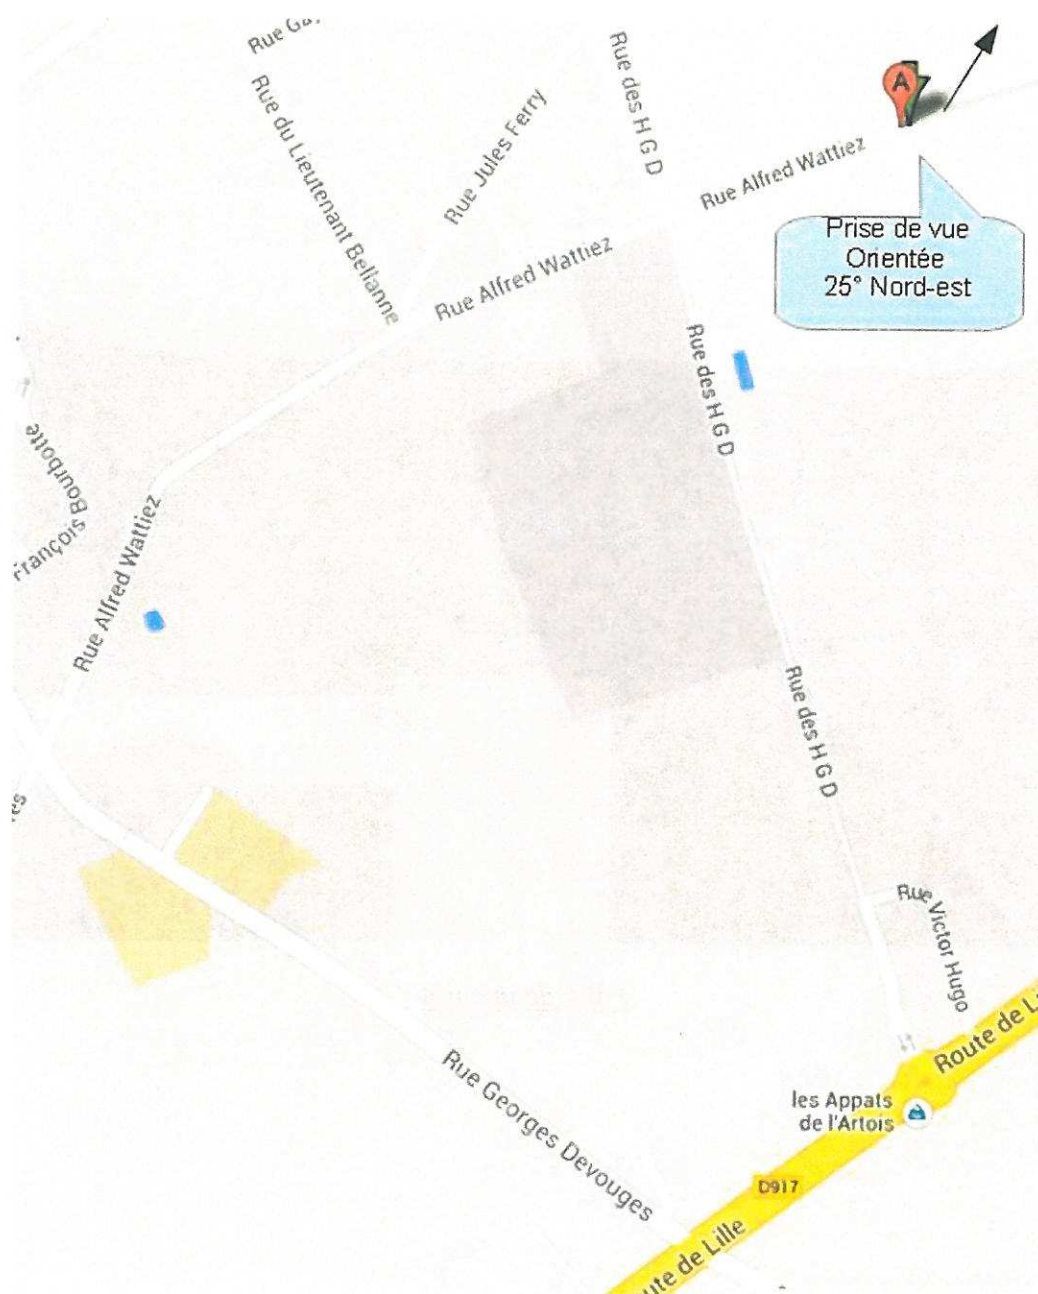 Rue
Rue du Lieutenant Bellanne
Rue Jules Ferry
Rue des H G D
A
Rue Alfred Wattiez
Prise de vue
Orientée
25° Nord-est
Rue Alfred Wattiez
Rue des H G D
Bourbotte
François
Rue Alfred Wattiez
Rue des H G D
Rue Victor Hugo
Route de
les Appats
de l'Artois
Rue Georges Devouges
D917
de Lille